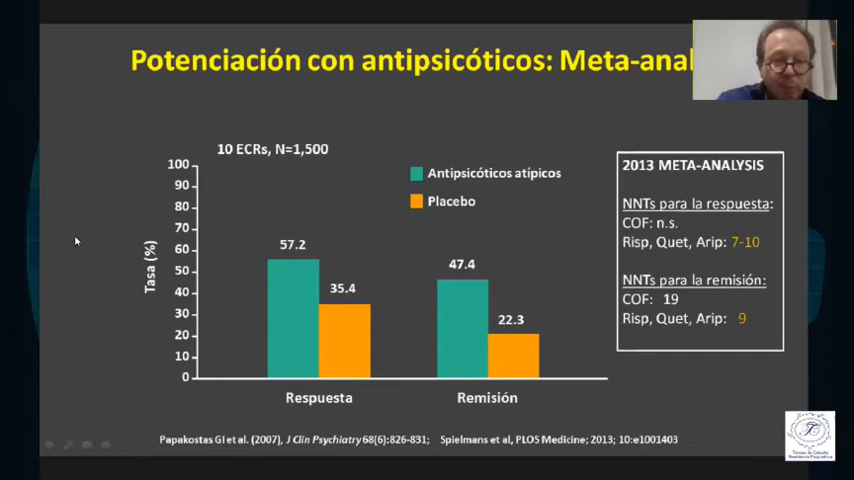 Potenciación con antipsicóticos: Meta-anal
10 ECRs, N=1,500
Tasa (%)
100
90
80
70
60
50
40
30
20
10
0
Antipsicóticos atípicos
Placebo
57.2
35.4
47.4
22.3
Respuesta
Remisión
2013 META-ANALYSIS
NNTs para la respuesta:
COF: n.s.
Risp, Quet, Arip: 7-10
NNTs para la remisión:
COF: 19
Risp, Quet, Arip: 9
Papakostas GI et al. (2007), J Clin Psychiatry 68(6):826-831; Spielmans et al, PLOS Medicine; 2013; 10:e1001403